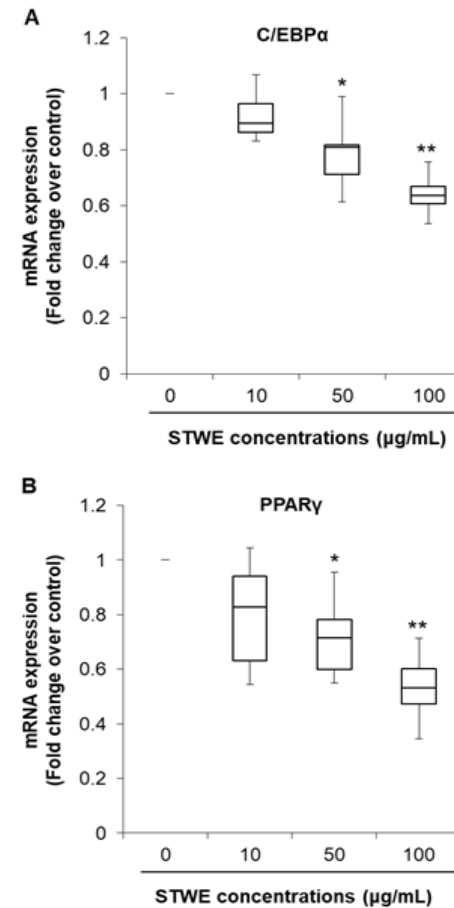 A
C/EBPα
mRNA expression
(Fold change over control)
1.2
1
0.8
0.6
0.4
0.2
0
*
**
0 10 50 100
STWE concentrations (μg/mL)
B
PPARγ
mRNA expression
(Fold change over control)
1.2
1
0.8
0.6
0.4
0.2
0
*
**
0 10 50 100
STWE concentrations (μg/mL)